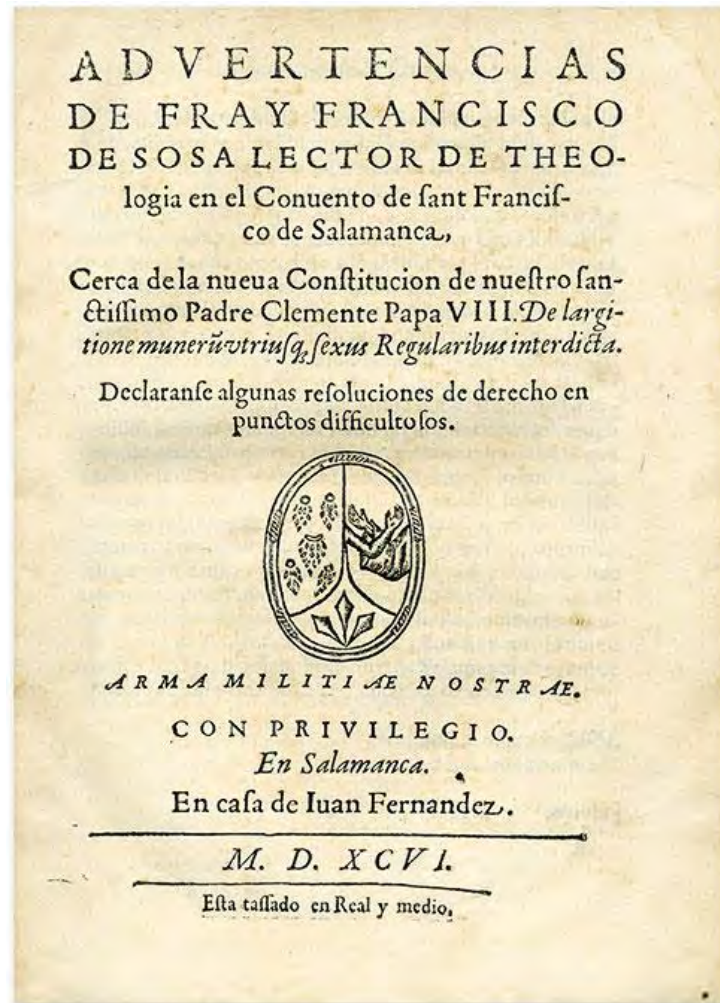 ADVERTENCIAS
DE FRAY FRANCISCO
DE SOSA LECTOR DE THEO-
logia en el Conuento de ſant Franciſ-
co de Salamanca,
Cerca de la nueua Conſtitucion de nueſtro ſan-
ctiſſimo Padre Clemente Papa VIII. De largi-
tione munerũ vtriuſq; ſexus Regularibus interdicta.
Declaranſe algunas reſoluciones de derecho en
punctos difficultoſos.
ARMA MILITIÆ NOSTRÆ.
CON PRIVILEGIO.
En Salamanca.
En caſa de Iuan Fernandez.
M. D. XCVI.
Eſta taſſado en Real y medio.